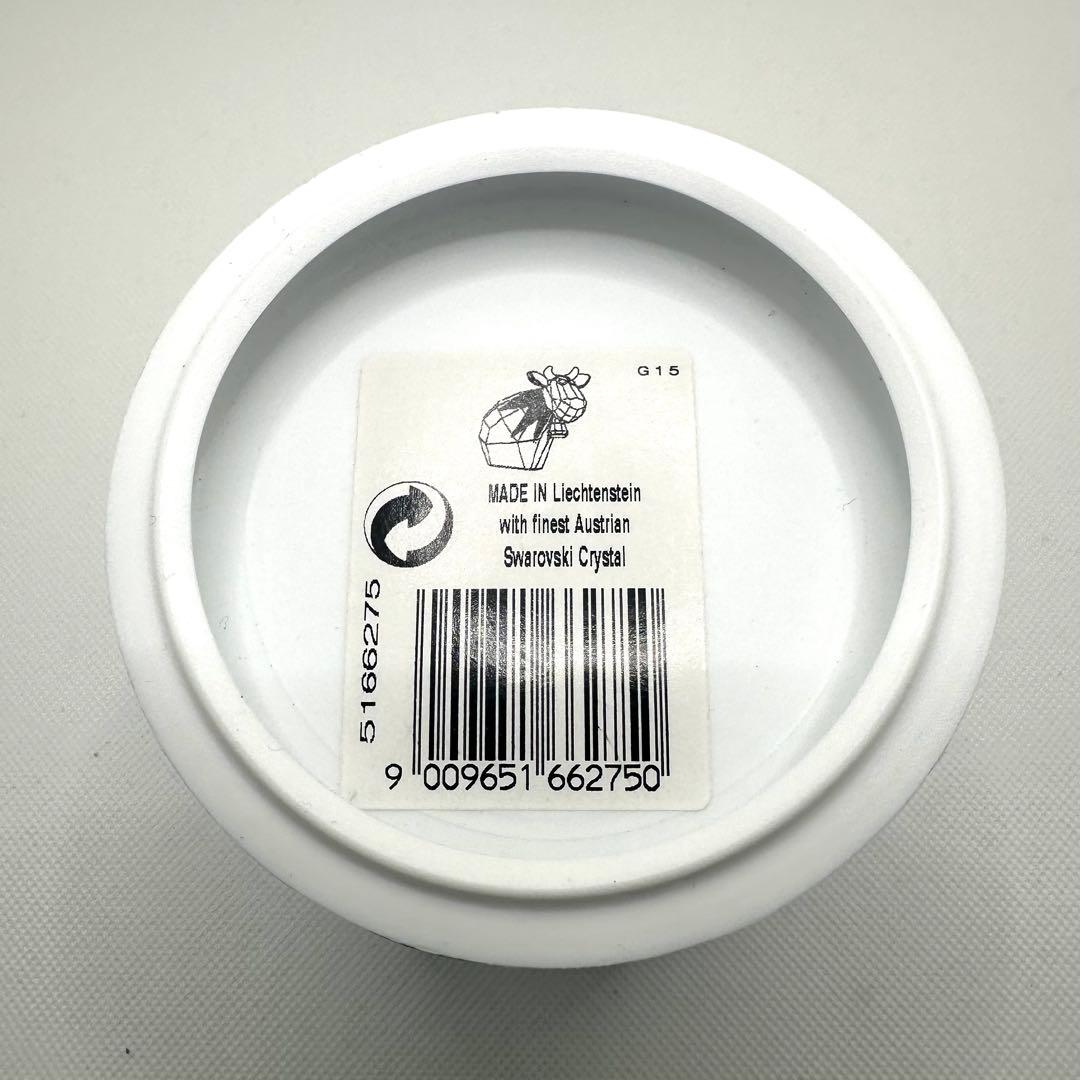 G15
MADE IN Liechtenstein
with finest Austrian
Swarovski Crystal
5166275
9 009651 662750